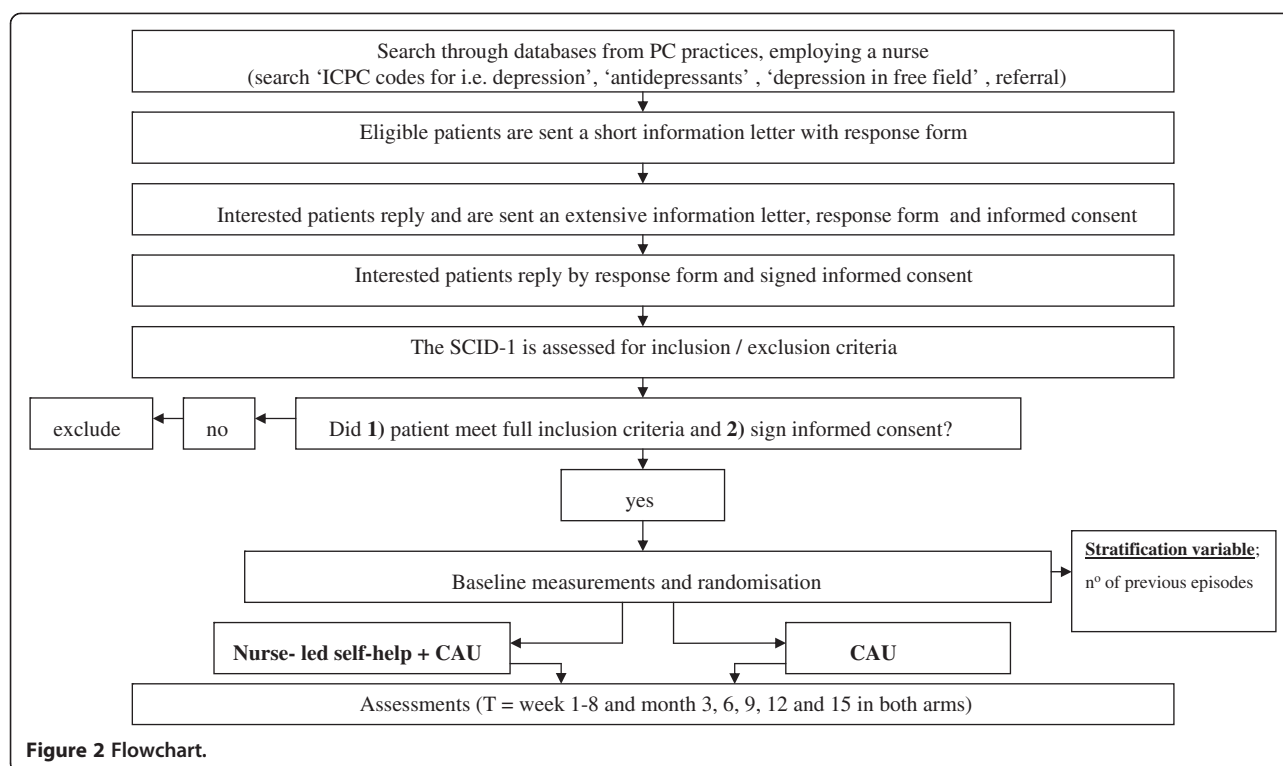 Search through databases from PC practices, employing a nurse
(search ‘ICPC codes for i.e. depression’, ‘antidepressants’ , ‘depression in free field’ , referral)
Eligible patients are sent a short information letter with response form
Interested patients reply and are sent an extensive information letter, response form and informed consent
Interested patients reply by response form and signed informed consent
The SCID-1 is assessed for inclusion / exclusion criteria
exclude
no
Did 1) patient meet full inclusion criteria and 2) sign informed consent?
yes
Baseline measurements and randomisation
Stratification variable;
nº of previous episodes
Nurse- led self-help + CAU
CAU
Assessments (T = week 1-8 and month 3, 6, 9, 12 and 15 in both arms)
Figure 2 Flowchart.